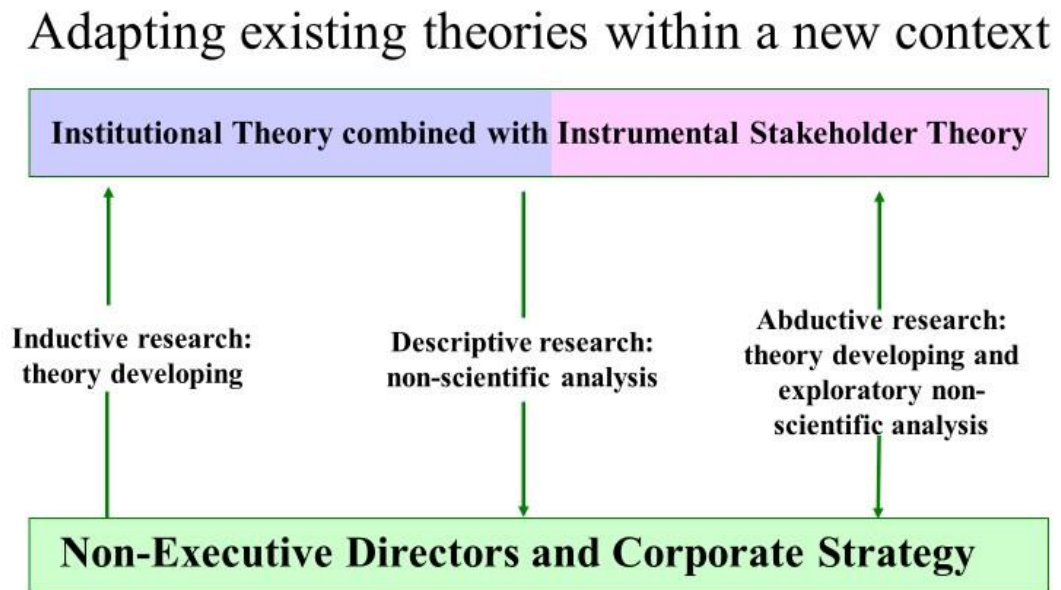 Adapting existing theories within a new context
Institutional Theory combined with Instrumental Stakeholder Theory
Inductive research:
theory developing
Descriptive research:
non-scientific analysis
Abductive research:
theory developing and
exploratory non-
scientific analysis
Non-Executive Directors and Corporate Strategy